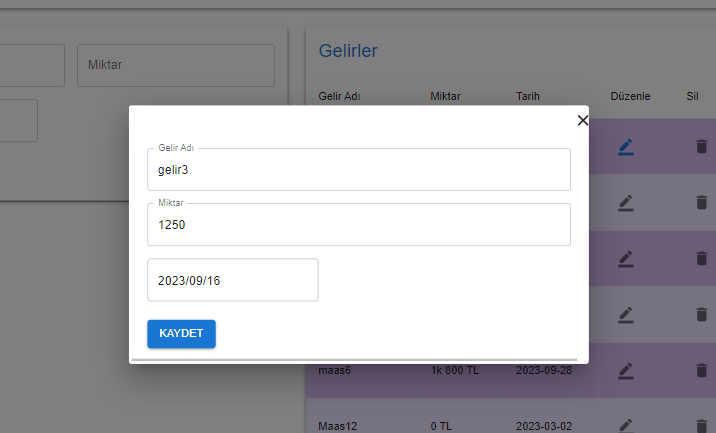 Miktar
Gelirler
Gelir Adı Miktar Tarih Düzenle Sil
Gelir Adı
gelir3
Miktar
1250
2023/09/16
KAYDET
maas6 1k 800 TL 2023-09-28
Maas12 0 TL 2023-03-02